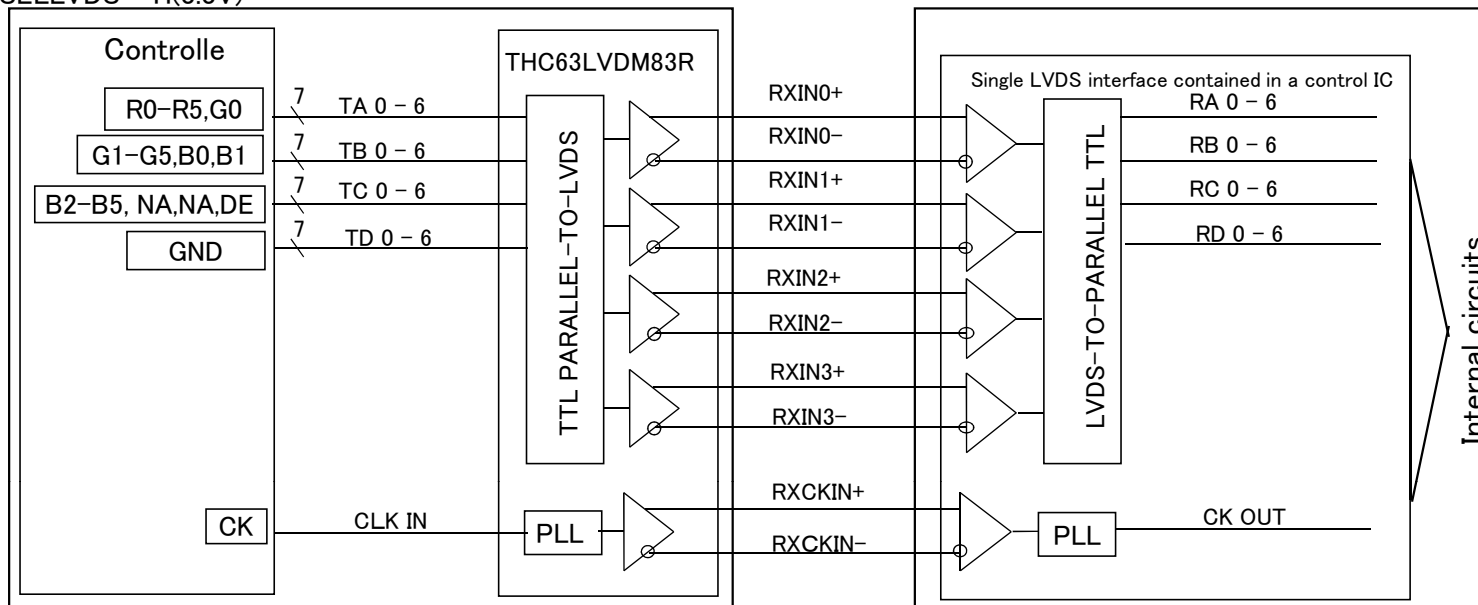 Controlle
THC63LVDM83R
Single LVDS interface contained in a control IC
R0-R5,G0
7
TA 0 - 6
RXIN0+
RA 0 - 6
G1-G5,B0,B1
7
TB 0 - 6
RXIN0-
RB 0 - 6
B2-B5, NA,NA,DE
7
TC 0 - 6
RXIN1+
RC 0 - 6
GND
7
TD 0 - 6
RXIN1-
RD 0 - 6
TTL PARALLEL-TO-LVDS
RXIN2+
RXIN2-
RXIN3+
RXIN3-
LVDS-TO-PARALLEL TTL
Internal circuits
CK
CLK IN
PLL
RXCKIN+
RXCKIN-
PLL
CK OUT